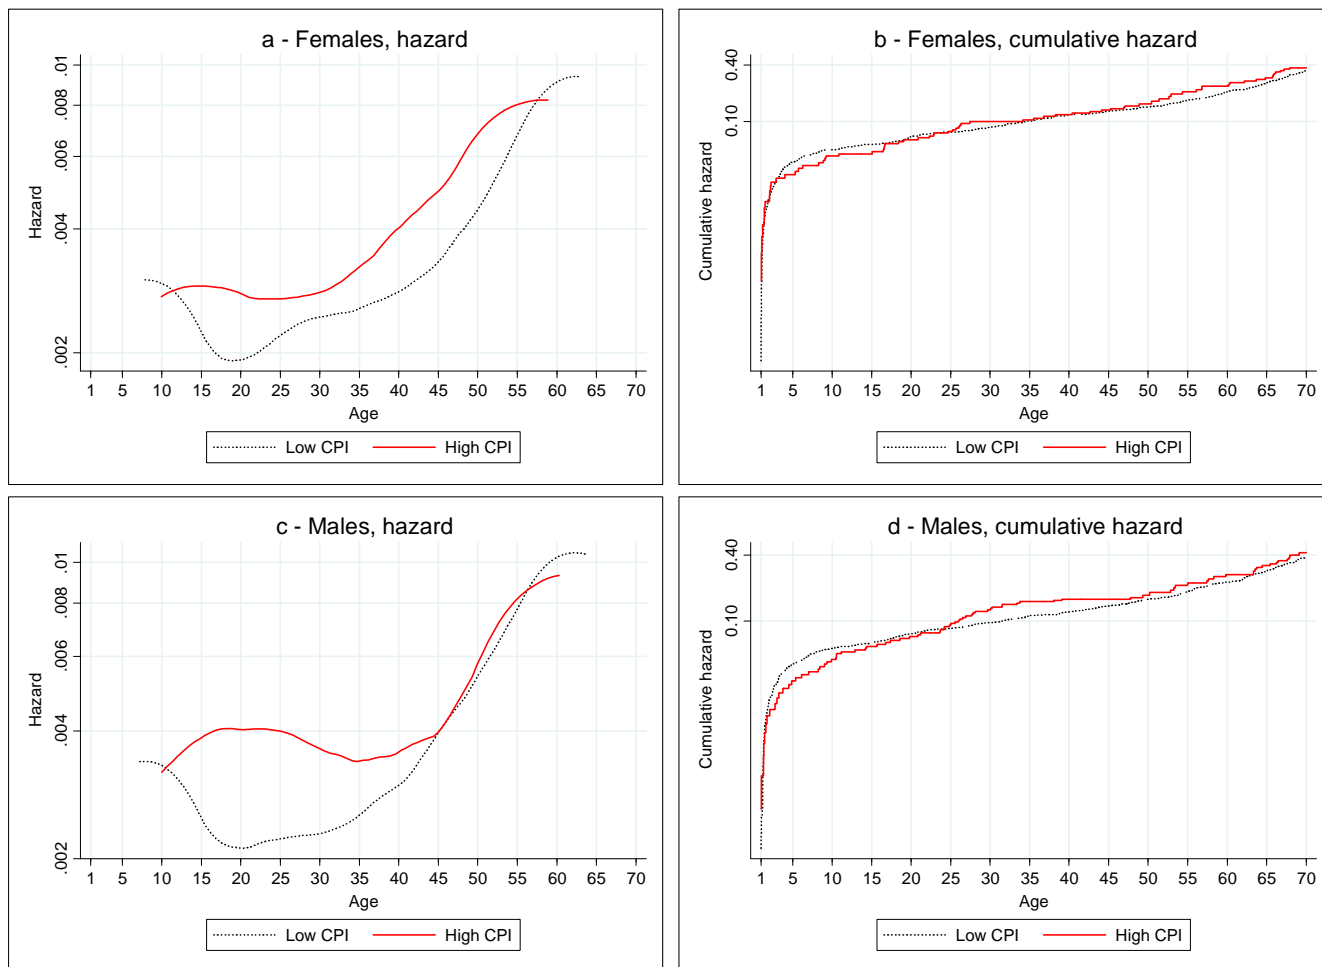 a - Females, hazard
Hazard
.01
.008
.006
.004
.002
1 5 10 15 20 25 30 35 40 45 50 55 60 65 70
Age
Low CPI High CPI
b - Females, cumulative hazard
Cumulative hazard
0.40
0.10
1 5 10 15 20 25 30 35 40 45 50 55 60 65 70
Age
Low CPI High CPI
c - Males, hazard
Hazard
.01
.008
.006
.004
.002
1 5 10 15 20 25 30 35 40 45 50 55 60 65 70
Age
Low CPI High CPI
d - Males, cumulative hazard
Cumulative hazard
0.40
0.10
1 5 10 15 20 25 30 35 40 45 50 55 60 65 70
Age
Low CPI High CPI